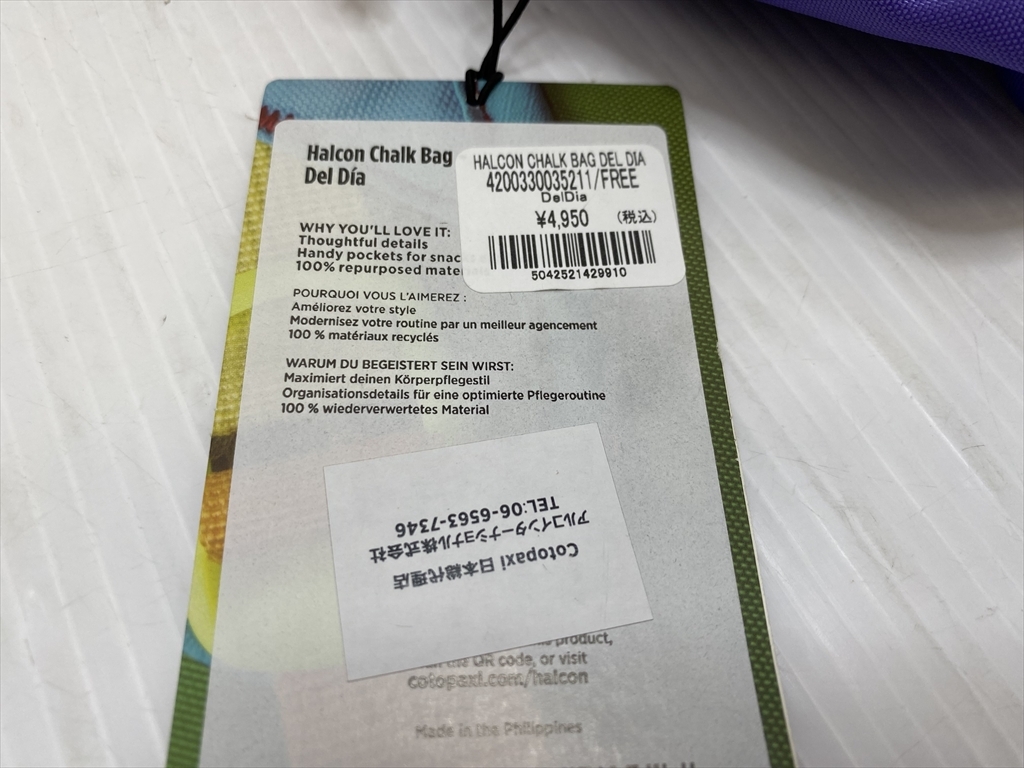 Halcon Chalk Bag
Del Día
HALCON CHALK BAG DEL DIA
4200330035211/FREE
DelDia
¥4,950 (税込)
5042521429910
WHY YOU'LL LOVE IT:
Thoughtful details
Handy pockets for
100% repurposed
POURQUOI VOUS L'AIMEREZ :
Améliorez votre style
Modernisez votre routine par un meilleur agencement
100 % matériaux recyclés
WARUM DU BEGEISTERT SEIN WIRST:
Maximiert deinen Körperpflegestil
Organisationsdetails für eine optimierte Pflegeroutine
100 % wiederverwertetes Material
Cotopaxi 日本總代理店
アルコインターナショナル株式会社
TEL:06-6563-7346
product,
the QR code, or visit
cotopaxi.com/halcon
Made in the Philippines